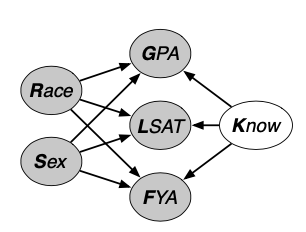 GPA
Race
LSAT
Know
Sex
FYA